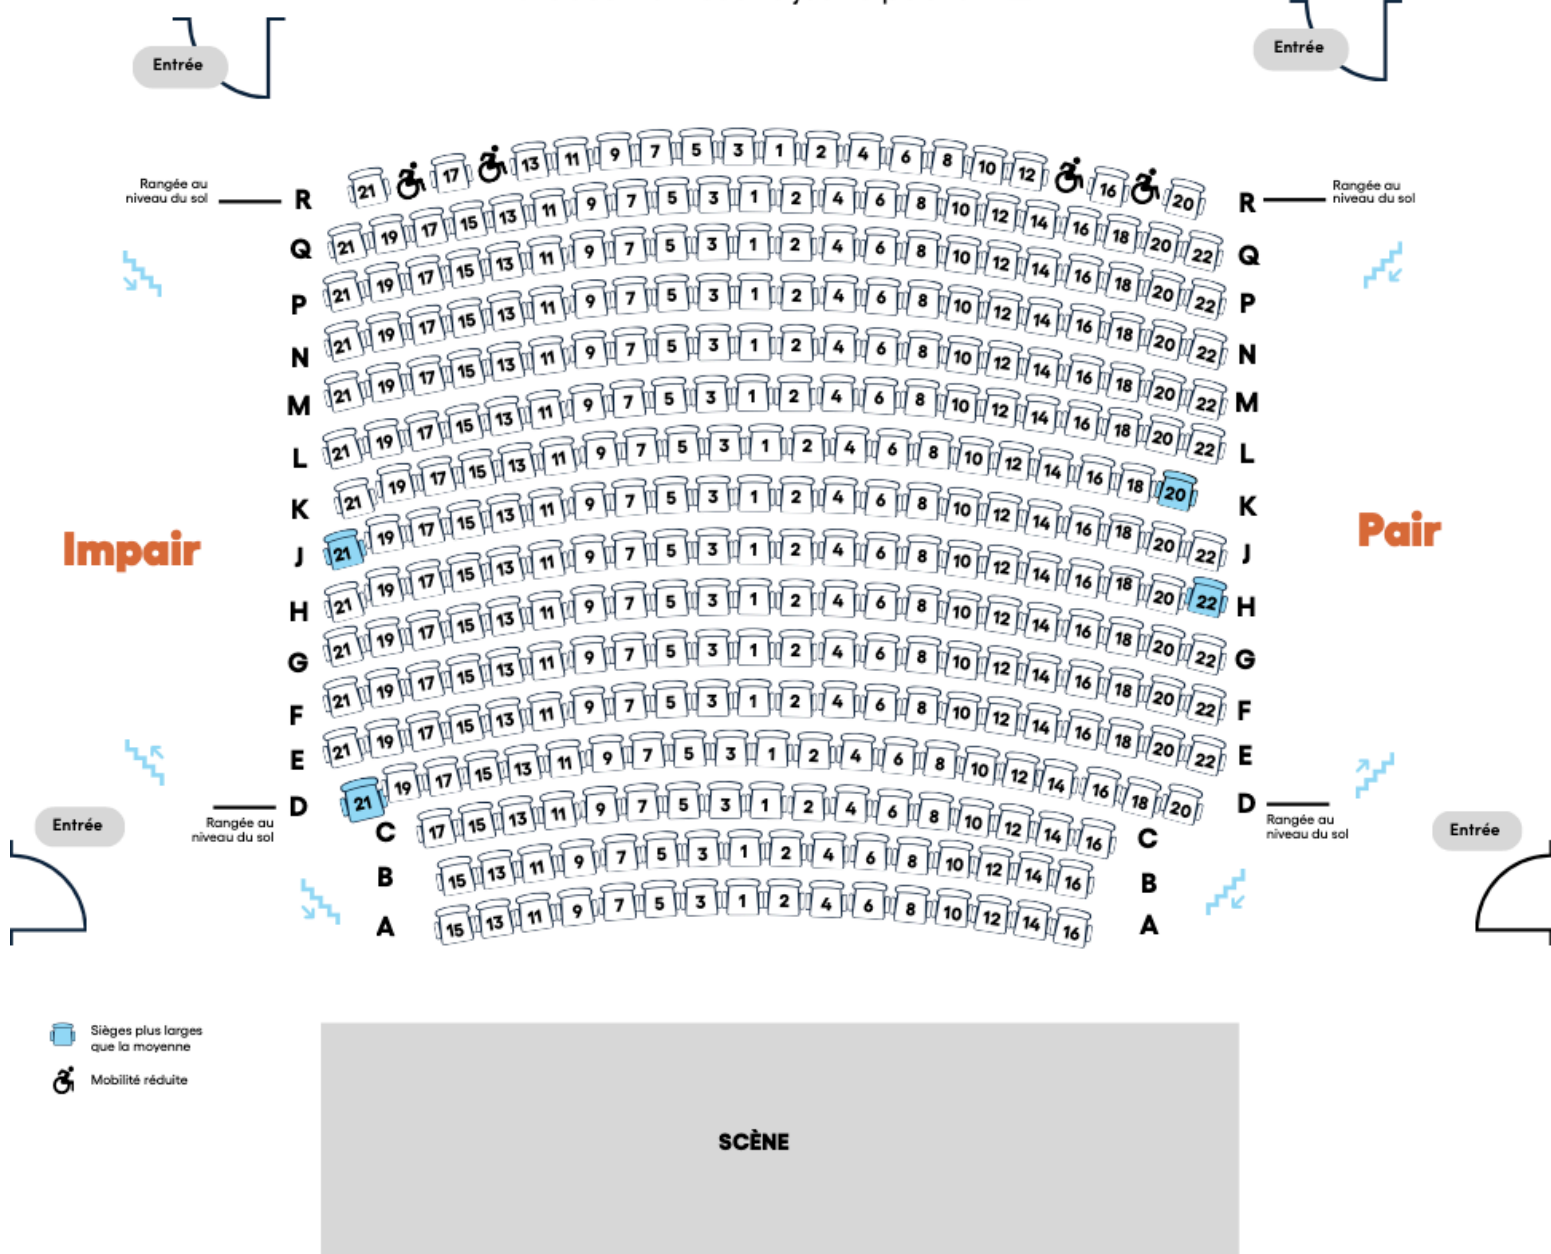 Entrée
Entrée
Rangée au
niveau du sol
R 21 17 13 11 9 7 5 3 1 2 4 6 8 10 12 16 20 R
Rangée au
niveau du sol
Q 21 19 17 15 13 11 9 7 5 3 1 2 4 6 8 10 12 14 16 18 20 22 Q
P 21 19 17 15 13 11 9 7 5 3 1 2 4 6 8 10 12 14 16 18 20 22 P
N 21 19 17 15 13 11 9 7 5 3 1 2 4 6 8 10 12 14 16 18 20 22 N
M 21 19 17 15 13 11 9 7 5 3 1 2 4 6 8 10 12 14 16 18 20 22 M
L 21 19 17 15 13 11 9 7 5 3 1 2 4 6 8 10 12 14 16 18 20 22 L
K 21 19 17 15 13 11 9 7 5 3 1 2 4 6 8 10 12 14 16 18 20 K
Impair
Pair
J 21 19 17 15 13 11 9 7 5 3 1 2 4 6 8 10 12 14 16 18 20 22 J
H 21 19 17 15 13 11 9 7 5 3 1 2 4 6 8 10 12 14 16 18 20 22 H
G 21 19 17 15 13 11 9 7 5 3 1 2 4 6 8 10 12 14 16 18 20 22 G
F 21 19 17 15 13 11 9 7 5 3 1 2 4 6 8 10 12 14 16 18 20 22 F
E 21 19 17 15 13 11 9 7 5 3 1 2 4 6 8 10 12 14 16 18 20 22 E
D 21 19 17 15 13 11 9 7 5 3 1 2 4 6 8 10 12 14 16 18 20 D
Rangée au
niveau du sol
Rangée au
niveau du sol
Entrée
Entrée
C 17 15 13 11 9 7 5 3 1 2 4 6 8 10 12 14 16 C
B 15 13 11 9 7 5 3 1 2 4 6 8 10 12 14 16 B
A 15 13 11 9 7 5 3 1 2 4 6 8 10 12 14 16 A
Sièges plus larges
que la moyenne
Mobilité réduite
SCÈNE